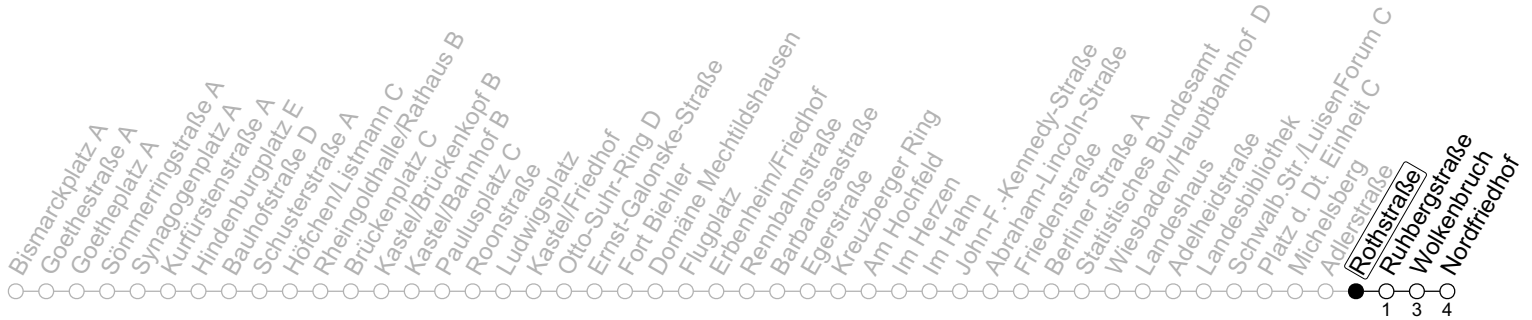 Bismarckplatz A
Goethestraße A
Goetheplatz A
Sömmerringstraße A
Synagogenplatz A
Kurfürstenstraße A
Hindenburgplatz E
Bauhofstraße D
Schusterstraße A
Höfchen/Listmann C
Rheingoldhalle/Rathaus B
Brückenplatz C
Kastel/Brückenkopf B
Kastel/Bahnhof B
Paulusplatz C
Roonstraße
Ludwigsplatz
Kastel/Friedhof
Otto-Suhr-Ring D
Ernst-Galonske-Straße
Fort Biehler
Domäne Mechtildshausen
Flugplatz
Erbenheim/Friedhof
Rennbahnstraße
Barbarossastraße
Egerstraße
Kreuzberger Ring
Am Hochfeld
Im Herzen
Im Hahn
John-F.-Kennedy-Straße
Abraham-Lincoln-Straße
Friedenstraße
Berliner Straße A
Statistisches Bundesamt
Wiesbaden/Hauptbahnhof D
Landeshaus
Adelheidstraße
Landesbibliothek
Schwalb.Str./LuisenForum C
Platz d. Dt. Einheit C
Michelsberg
Adlerstraße
Rothstraße
Ruhbergstraße
Wolkenbruch
Nordfriedhof
1 3 4